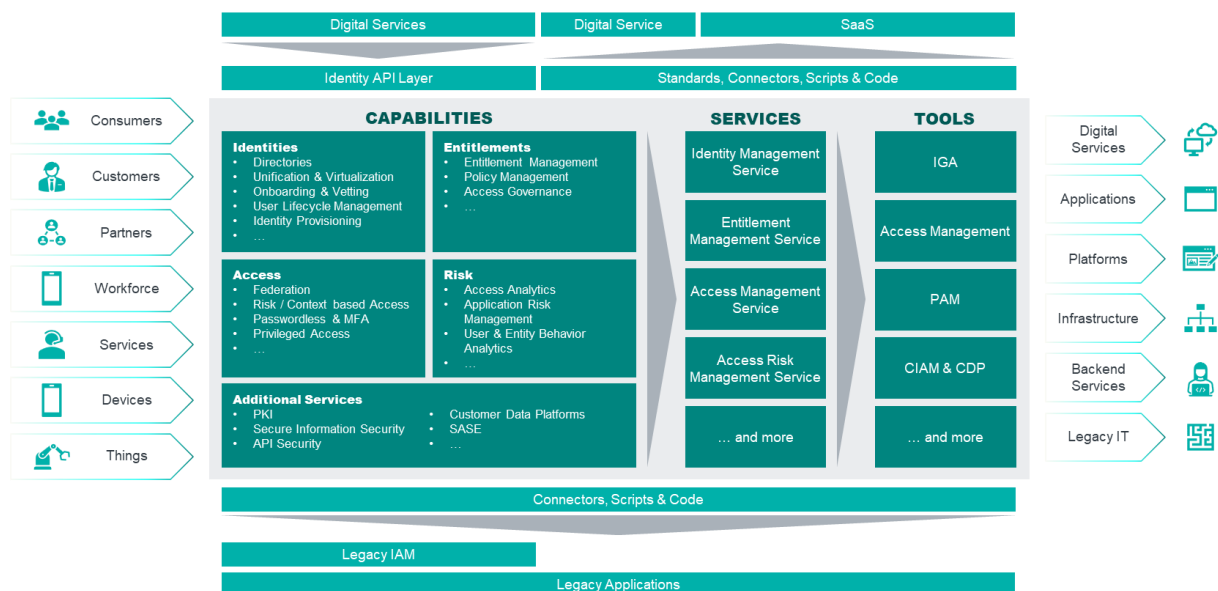 Digital Services
Digital Service
SaaS
Identity API Layer
Standards, Connectors, Scripts & Code
Consumers
Customers
Partners
Workforce
Services
Devices
Things
CAPABILITIES
Identities
• Directories
• Unification & Virtualization
• Onboarding & Vetting
• User Lifecycle Management
• Identity Provisioning
• …
Entitlements
• Entitlement Management
• Policy Management
• Access Governance
• …
Access
• Federation
• Risk / Context based Access
• Passwordless & MFA
• Privileged Access
• …
Risk
• Access Analytics
• Application Risk
Management
• User & Entity Behavior
Analytics
• …
Additional Services
• PKI
• Secure Information Security
• API Security
• Customer Data Platforms
• SASE
• …
SERVICES
Identity Management
Service
Entitlement
Management Service
Access Management
Service
Access Risk
Management Service
… and more
TOOLS
IGA
Access Management
PAM
CIAM & CDP
… and more
Digital
Services
Applications
Platforms
Infrastructure
Backend
Services
Legacy IT
Connectors, Scripts & Code
Legacy IAM
Legacy Applications